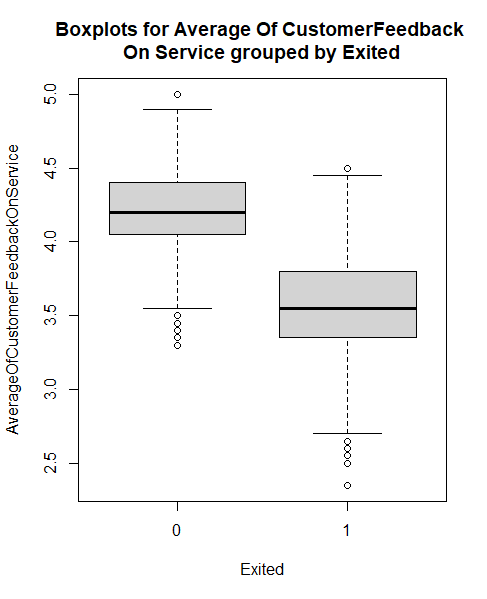 Boxplots for Average Of CustomerFeedback
On Service grouped by Exited
AverageOfCustomerFeedbackOnService
5.0
4.5
4.0
3.5
3.0
2.5
0
1
Exited